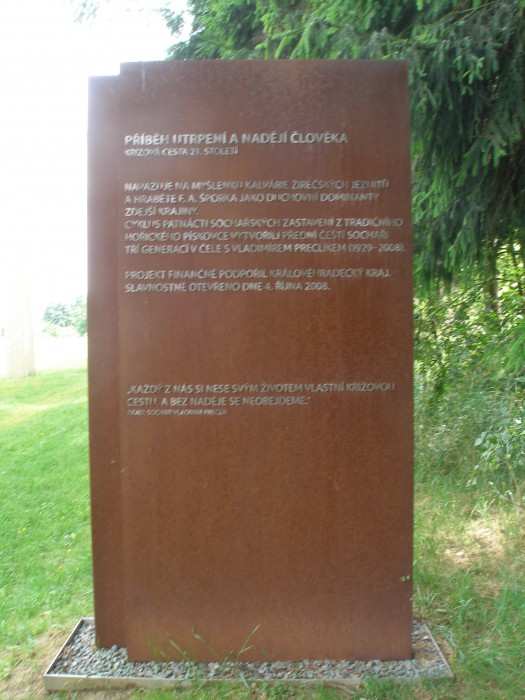 PŘÍBĚH UTRPENÍ A NADĚJÍ ČLOVĚKA
KŘÍŽOVÁ CESTA 21. STOLETÍ
NAVAZUJE NA MYŠLENKU KALVÁRIE ŽIREČSKÝCH JEZUITŮ
A HRABĚTE F. A. ŠPORKA JAKO DUCHOVNÍ DOMINANTY
ZDEJŠÍ KRAJINY.
CYKLUS PATNÁCTI SOCHAŘSKÝCH ZASTAVENÍ Z TRADIČNÍHO
HOŘICKÉHO PÍSKOVCE VYTVOŘILI PŘEDNÍ ČEŠTÍ SOCHAŘI
TŘÍ GENERACÍ V ČELE S VLADIMÍREM PRECLÍKEM (1929–2008).
PROJEKT FINANČNĚ PODPOŘIL KRÁLOVÉHRADECKÝ KRAJ.
SLAVNOSTNĚ OTEVŘENO DNE 4. ŘÍJNA 2008.
„KAŽDÝ Z NÁS SI NESE SVÝM ŽIVOTEM VLASTNÍ KŘÍŽOVOU
CESTU. A BEZ NADĚJE SE NEOBEJDEME.“
SOCHAŘ VLADIMÍR PRECLÍK